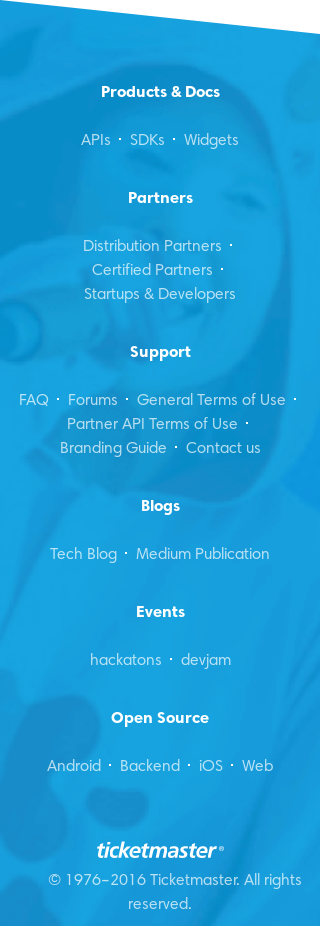 Products & Docs
APIs · SDKs · Widgets
Partners
Distribution Partners ·
Certified Partners ·
Startups & Developers
Support
FAQ · Forums · General Terms of Use ·
Partner API Terms of Use ·
Branding Guide · Contact us
Blogs
Tech Blog · Medium Publication
Events
hackatons · devjam
Open Source
Android · Backend · iOS · Web
ticketmaster®
© 1976–2016 Ticketmaster. All rights
reserved.